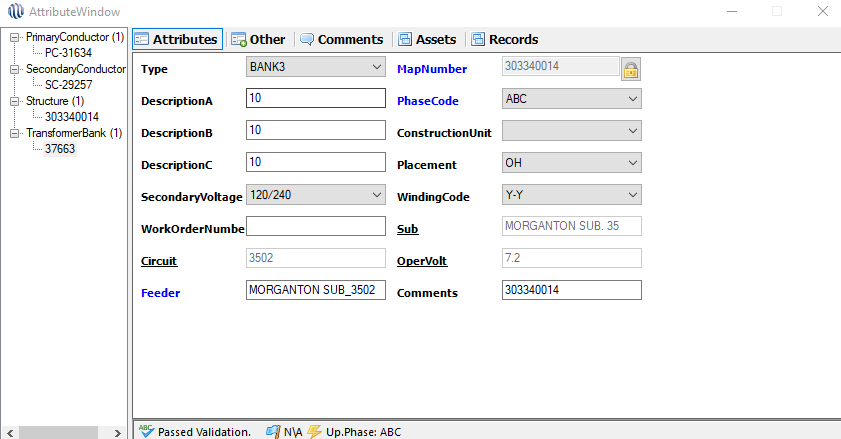 AttributeWindow
PrimaryConductor (1)
PC-31634
SecondaryConductor
SC-29257
Structure (1)
303340014
TransformerBank (1)
37663
Attributes Other Comments Assets Records
Type BANK3 MapNumber 303340014
DescriptionA 10 PhaseCode ABC
DescriptionB 10 ConstructionUnit
DescriptionC 10 Placement OH
SecondaryVoltage 120/240 WindingCode Y-Y
WorkOrderNumbe Sub MORGANTON SUB. 35
Circuit 3502 OperVolt 7.2
Feeder MORGANTON SUB_3502 Comments 303340014
ABC Passed Validation. N\A Up.Phase: ABC